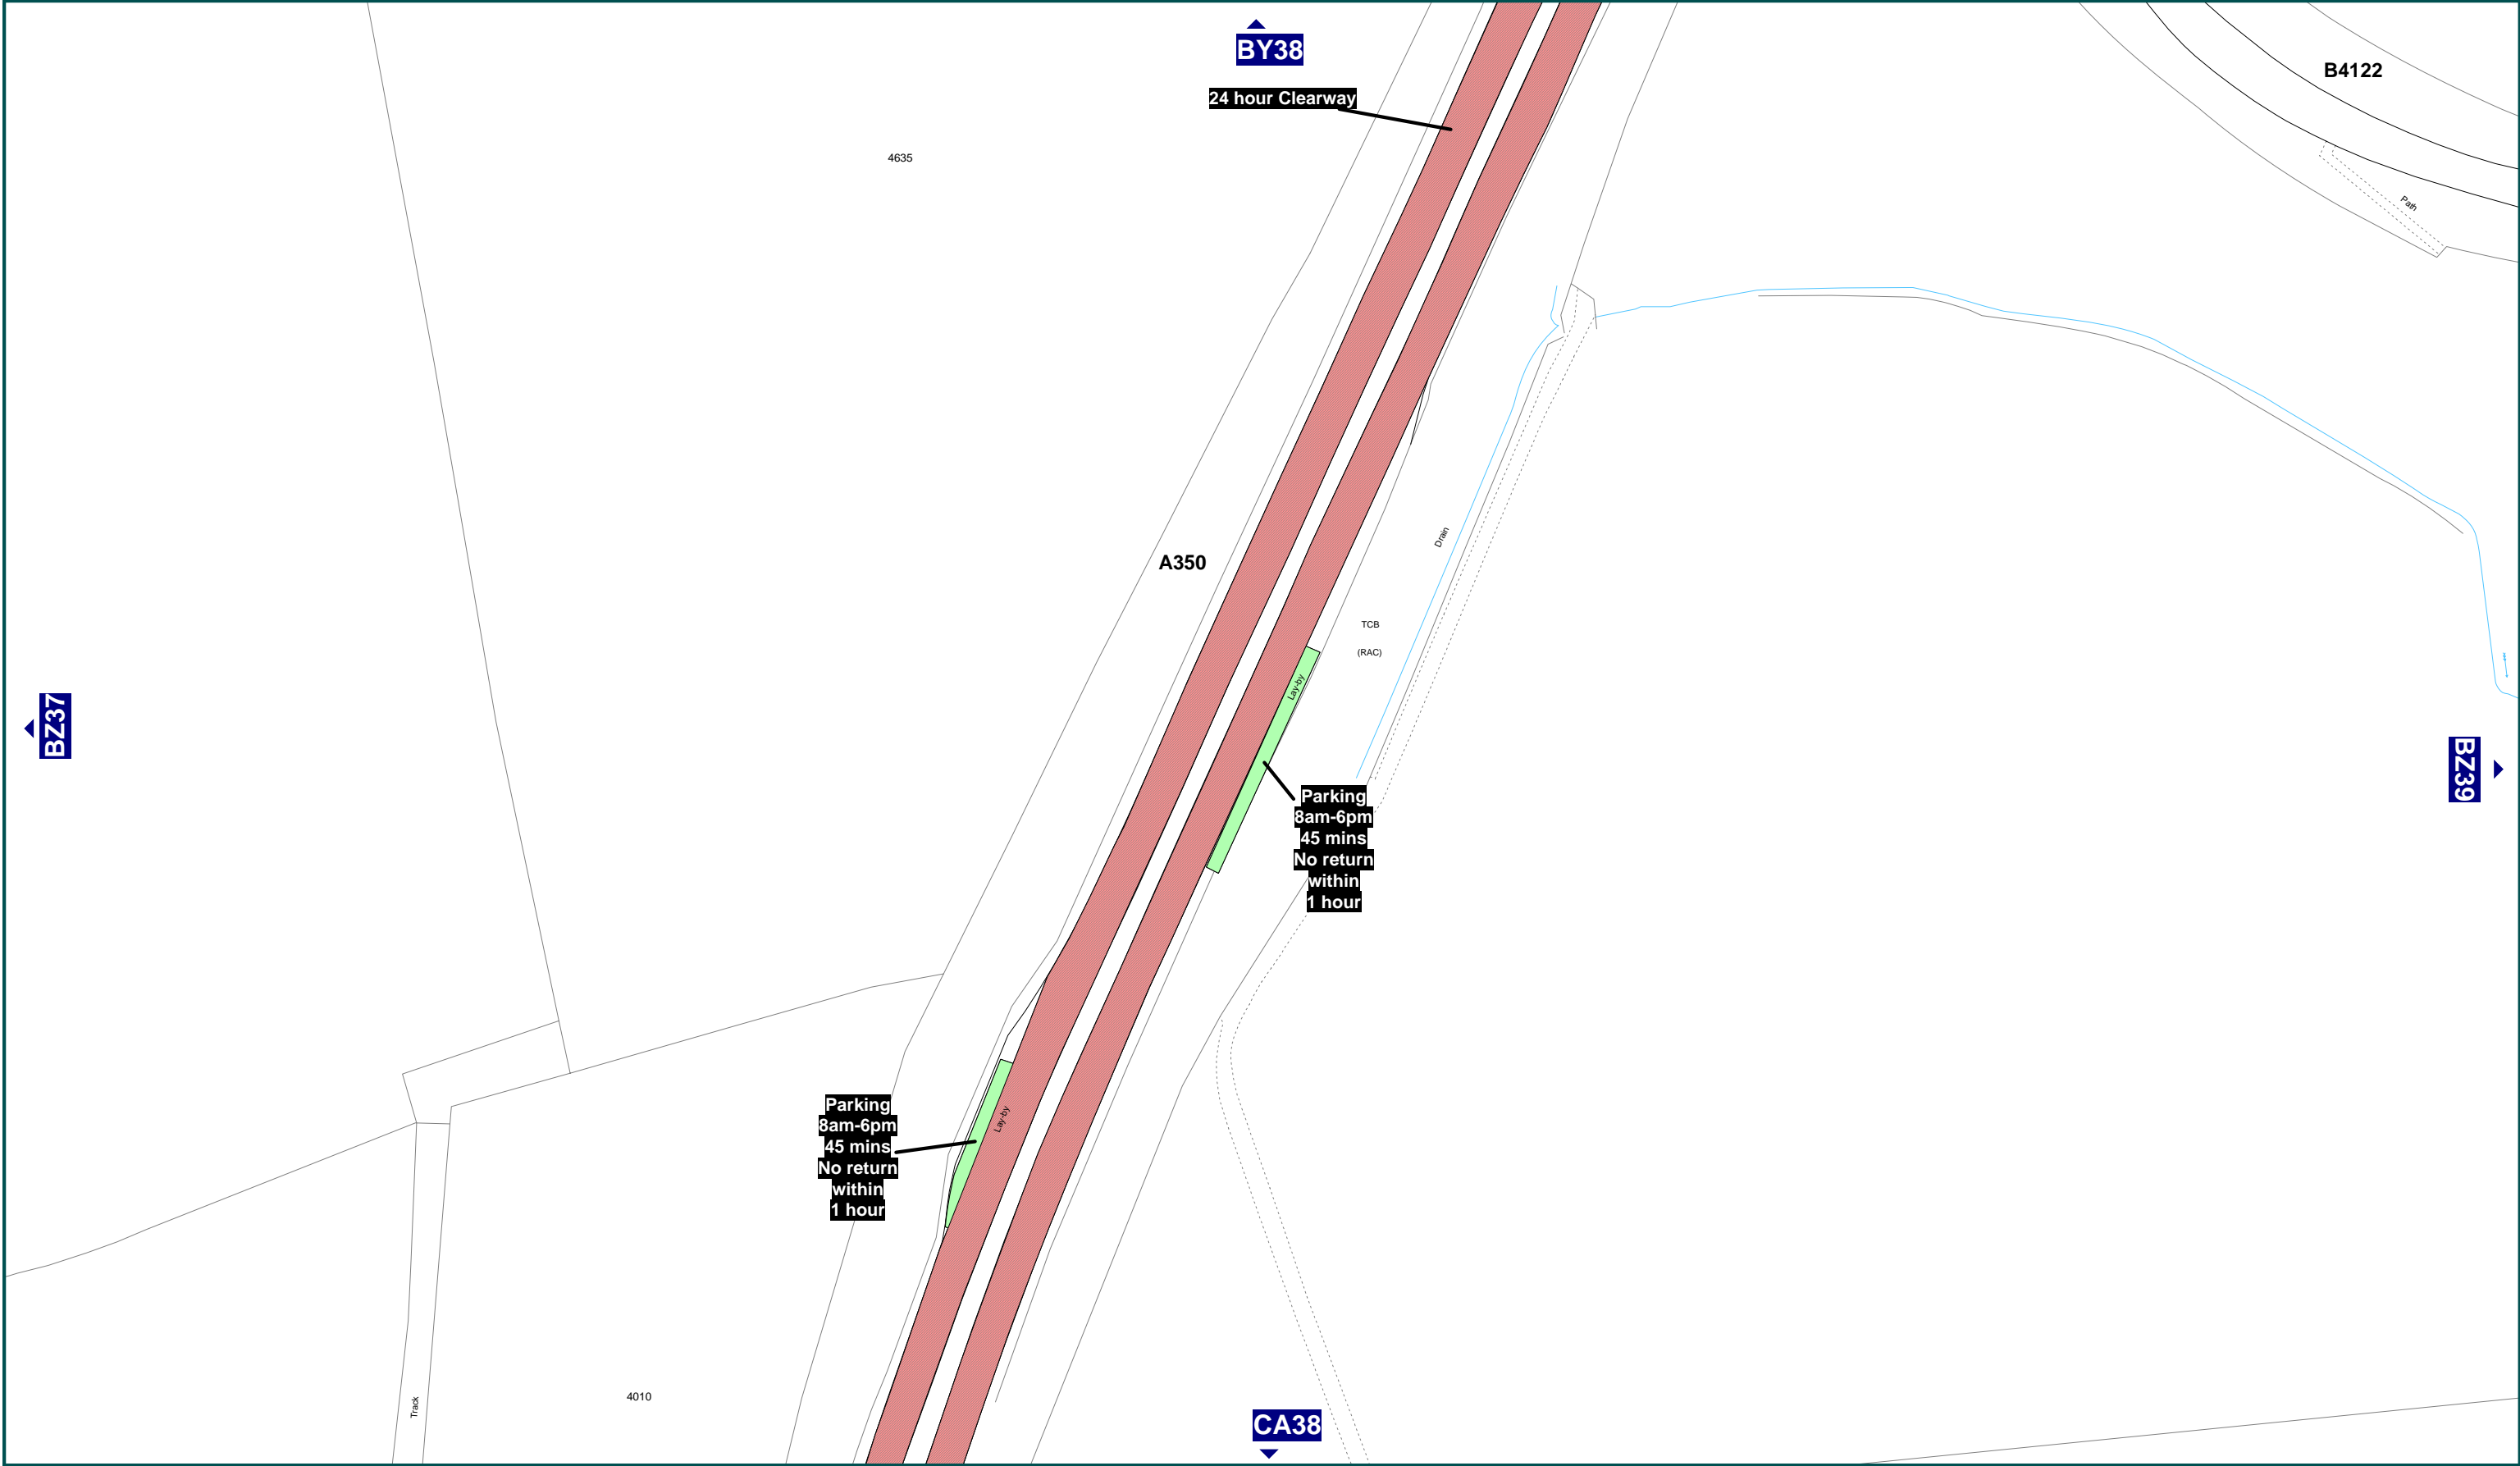 BY38
B4122
24 hour Clearway
4635
Path
Drain
A350
TCB
(RAC)
Lay-by
BZ37
BZ39
Parking
8am-6pm
45 mins
No return
within
1 hour
Parking
8am-6pm
45 mins
No return
within
1 hour
Lay-by
4010
Track
CA38